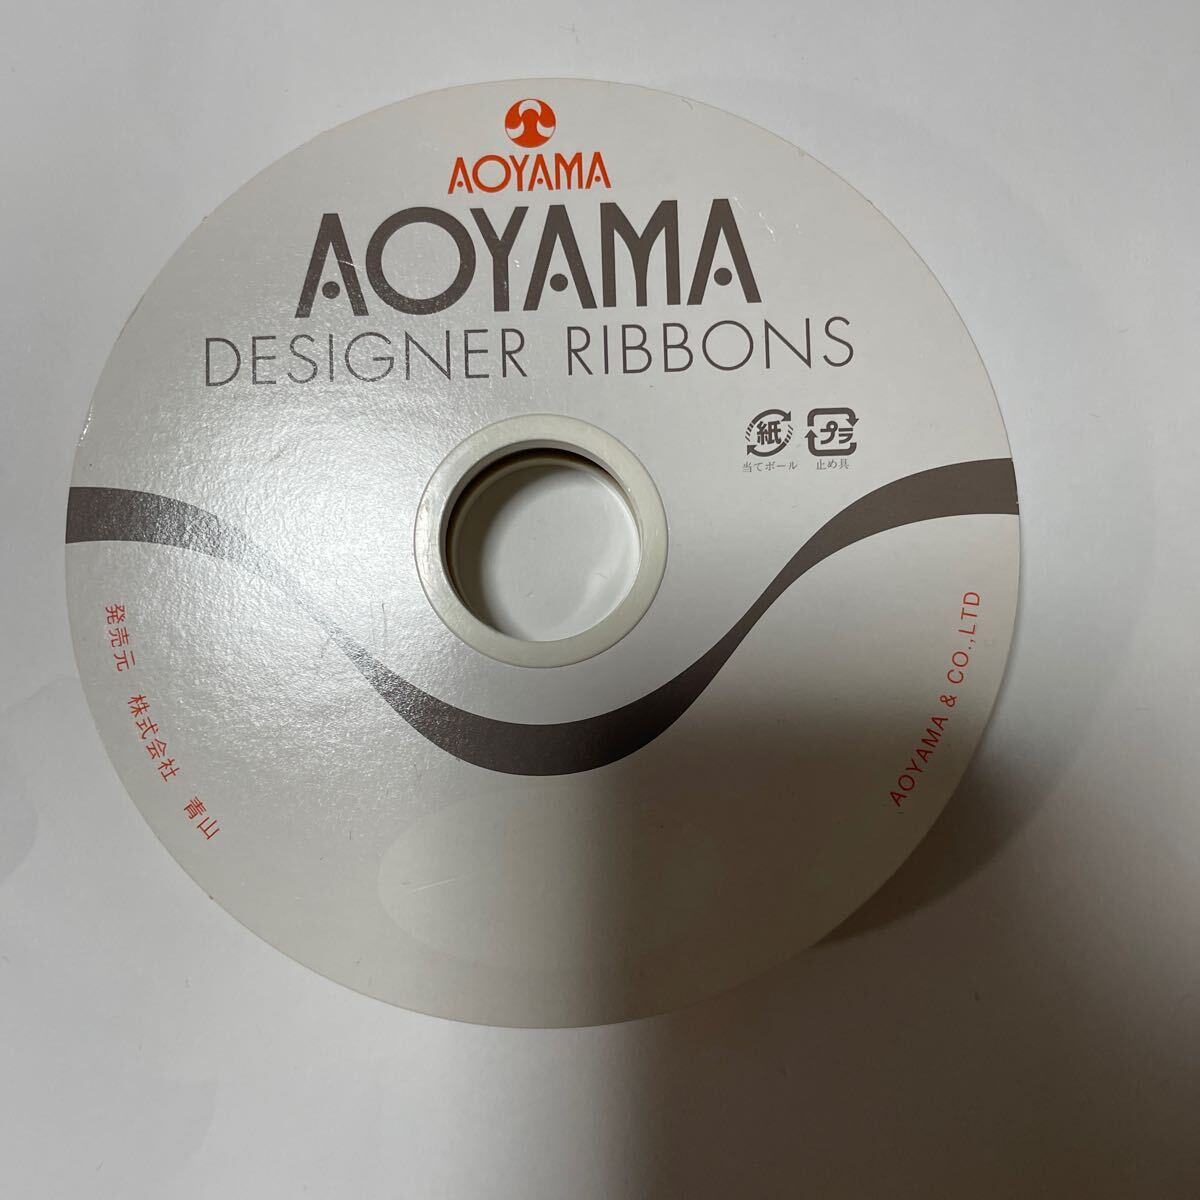 AOYAMA
AOYAMA
DESIGNER RIBBONS
紙 プラ
当てボール 止め具
発売元 株式会社 青山
AOYAMA & CO.,LTD